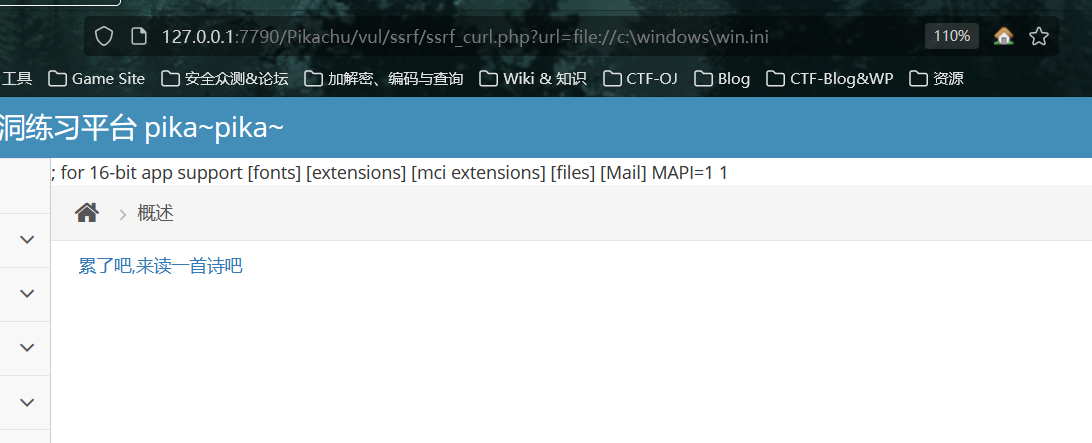 127.0.0.1:7790/Pikachu/vul/ssrf/ssrf_curl.php?url=file://c:\windows\win.ini 110%
工具 Game Site 安全众测&论坛 加解密、编码与查询 Wiki & 知识 CTF-OJ Blog CTF-Blog&WP 资源
洞练习平台 pika~pika~
; for 16-bit app support [fonts] [extensions] [mci extensions] [files] [Mail] MAPI=1 1
概述
累了吧,来读一首诗吧